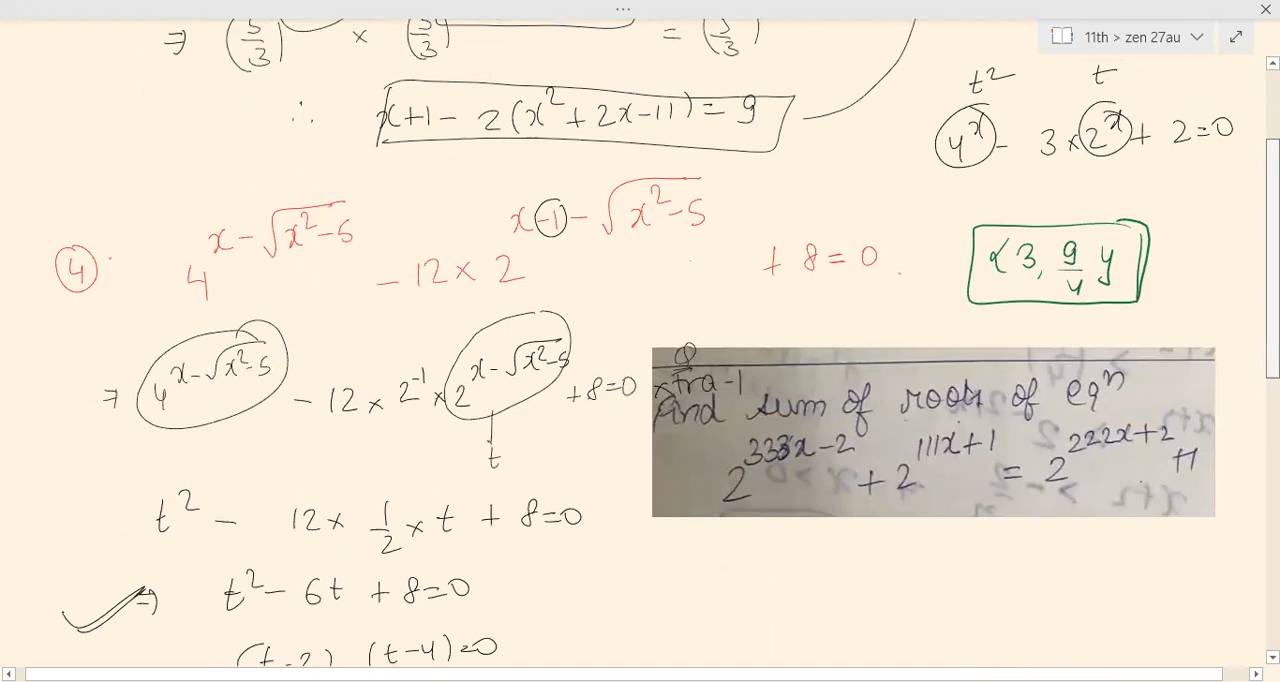 11th > zen 27au
⇒ (5/3) × (5/3) = (5/3)
∴ x+1 - 2(x² + 2x - 11) = 9
t² t
4^x - 3 × 2^x + 2 = 0
④ 4^(x - √(x²-5)) - 12 × 2^(x-1-√(x²-5)) + 8 = 0
{3, 9/4}
⇒ 4^(x - √(x²-5)) - 12 × 2^-1 × 2^(x - √(x²-5)) + 8 = 0
t
t² - 12 × 1/2 × t + 8 = 0
⇒ t² - 6t + 8 = 0
(t-2) (t-4) = 0
Q
xtra-1
Find sum of roots of eqⁿ
2^(333x-2) + 2^(111x+1) = 2^(222x+2) + 1